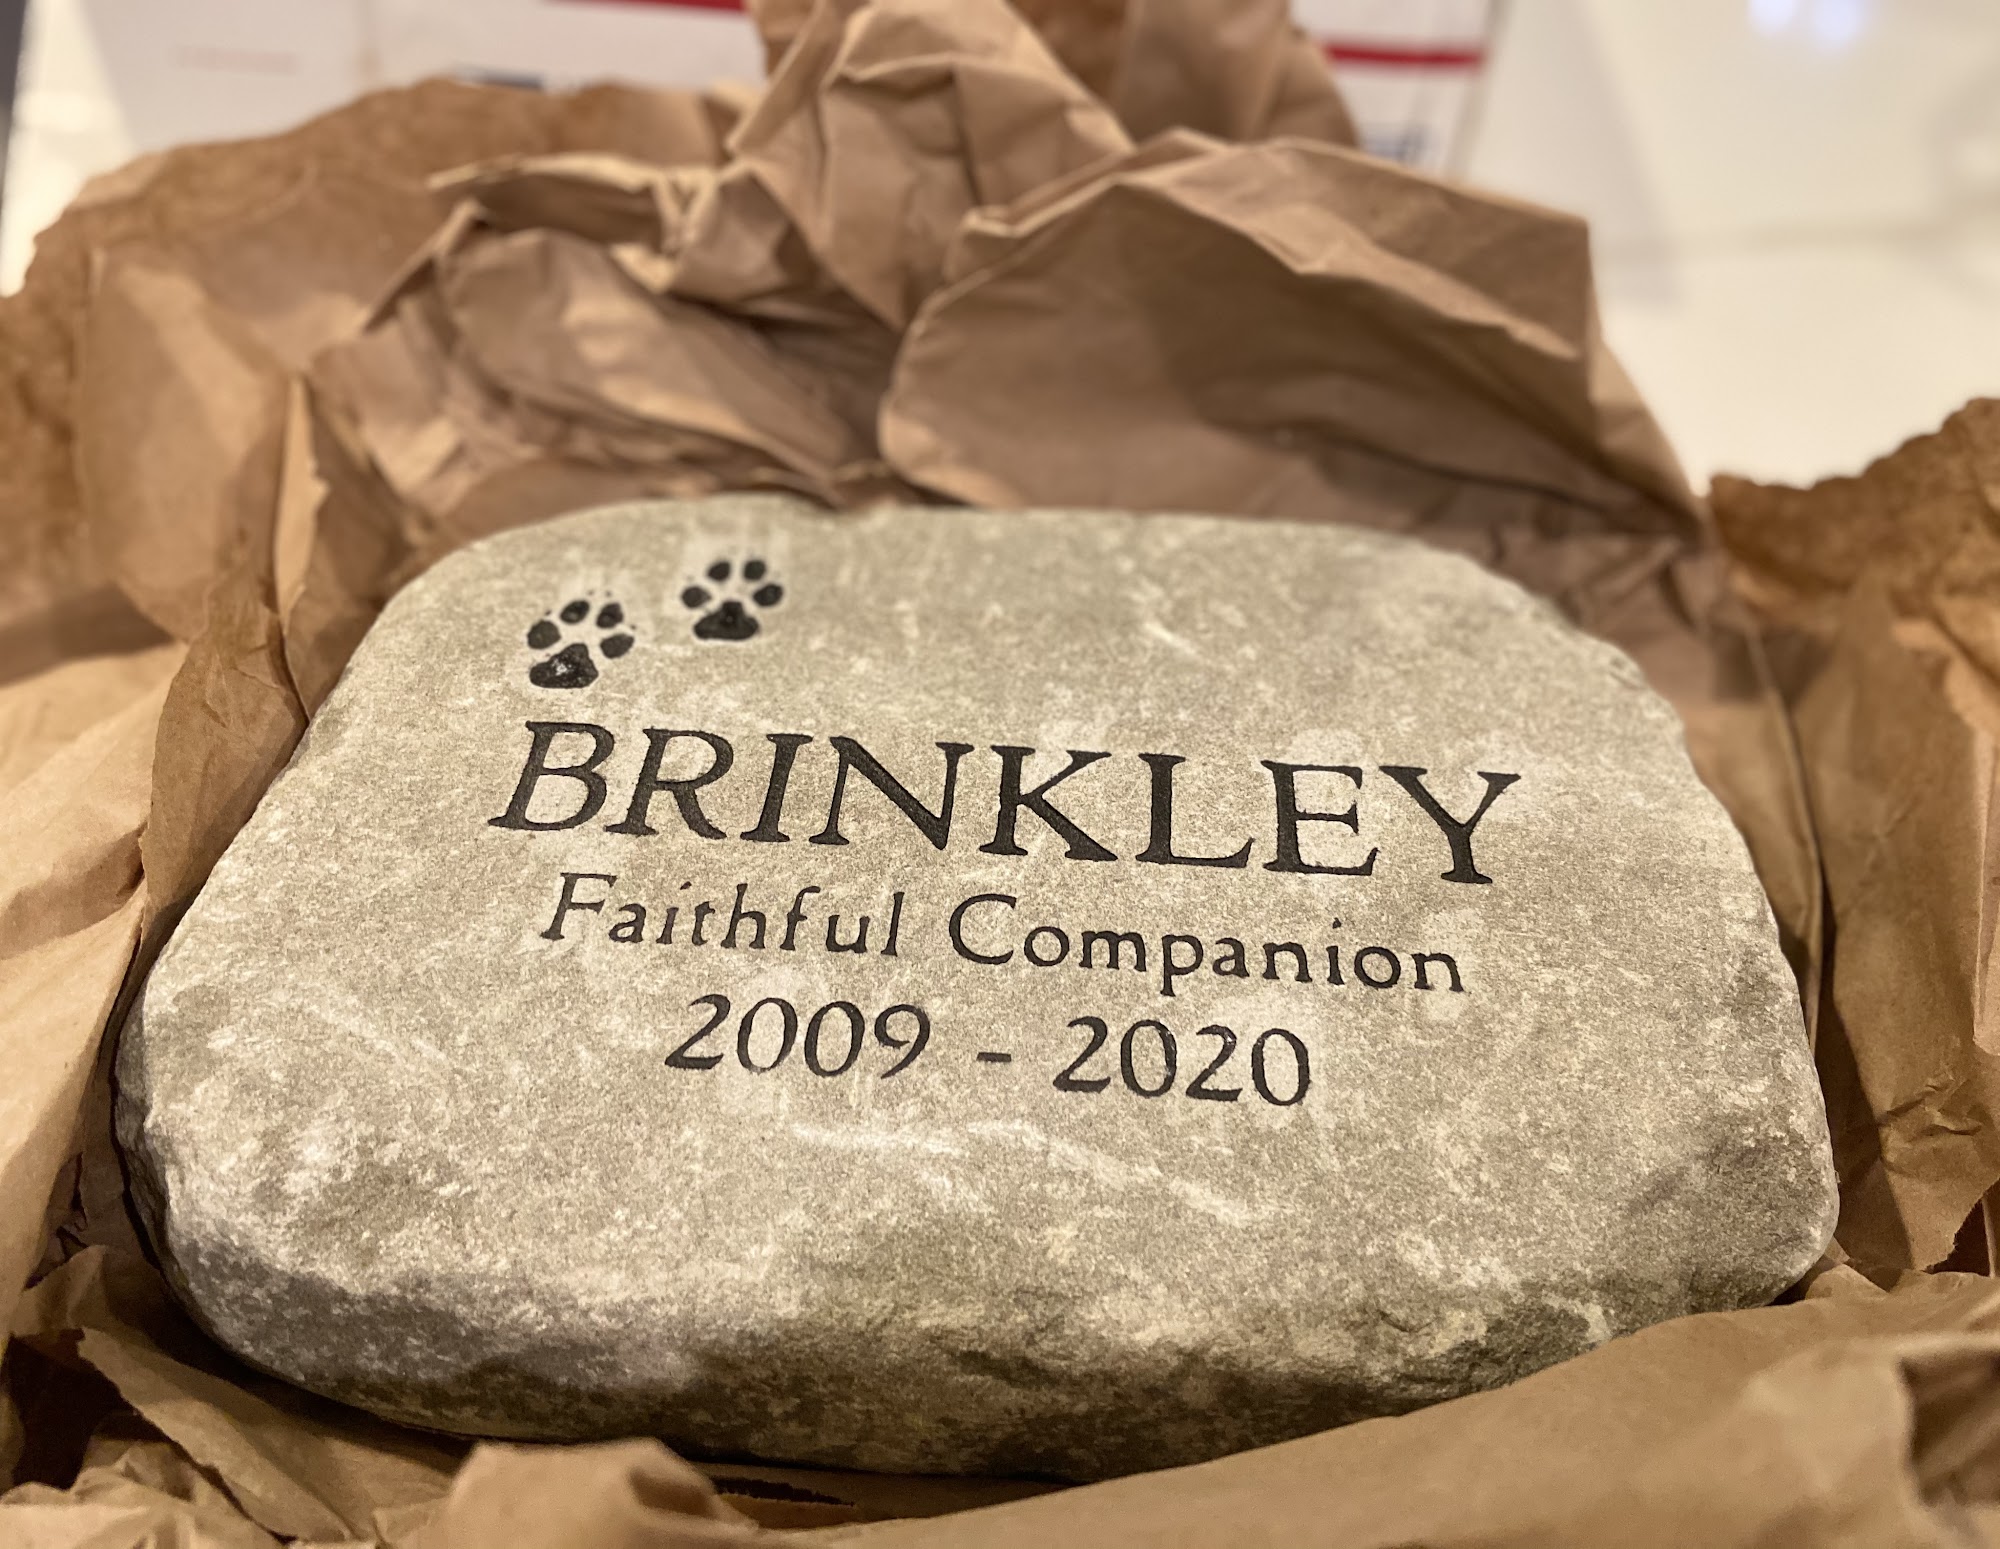 BRINKLEY
Faithful Companion
2009 - 2020